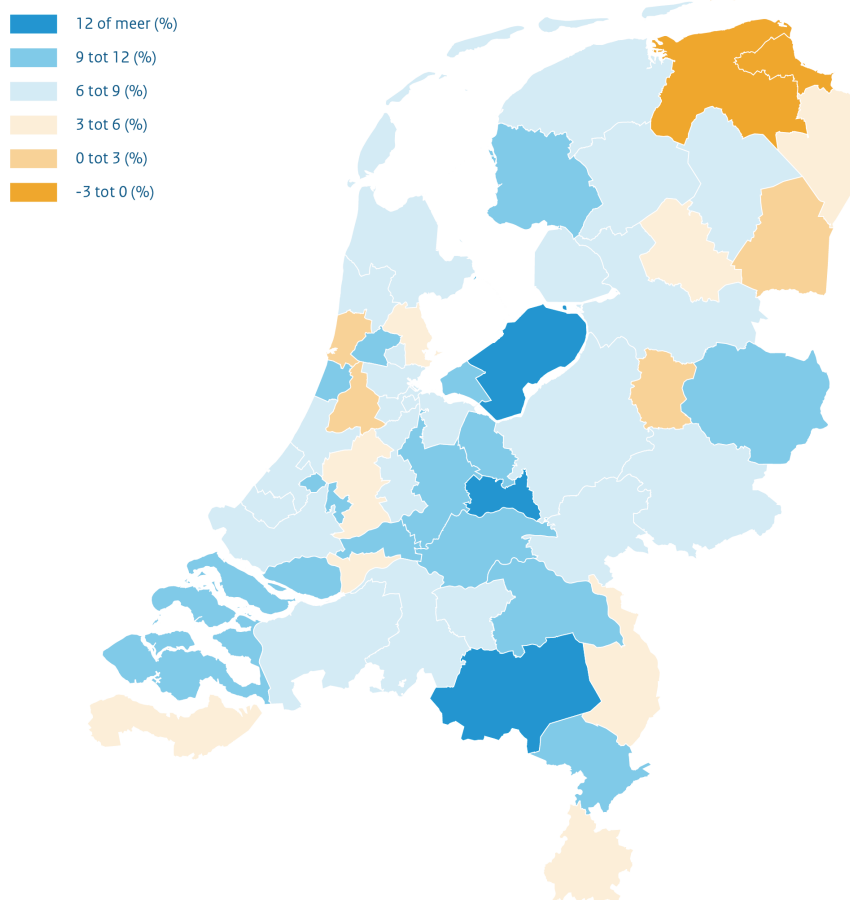 12 of meer (%)
9 tot 12 (%)
6 tot 9 (%)
3 tot 6 (%)
0 tot 3 (%)
-3 tot 0 (%)